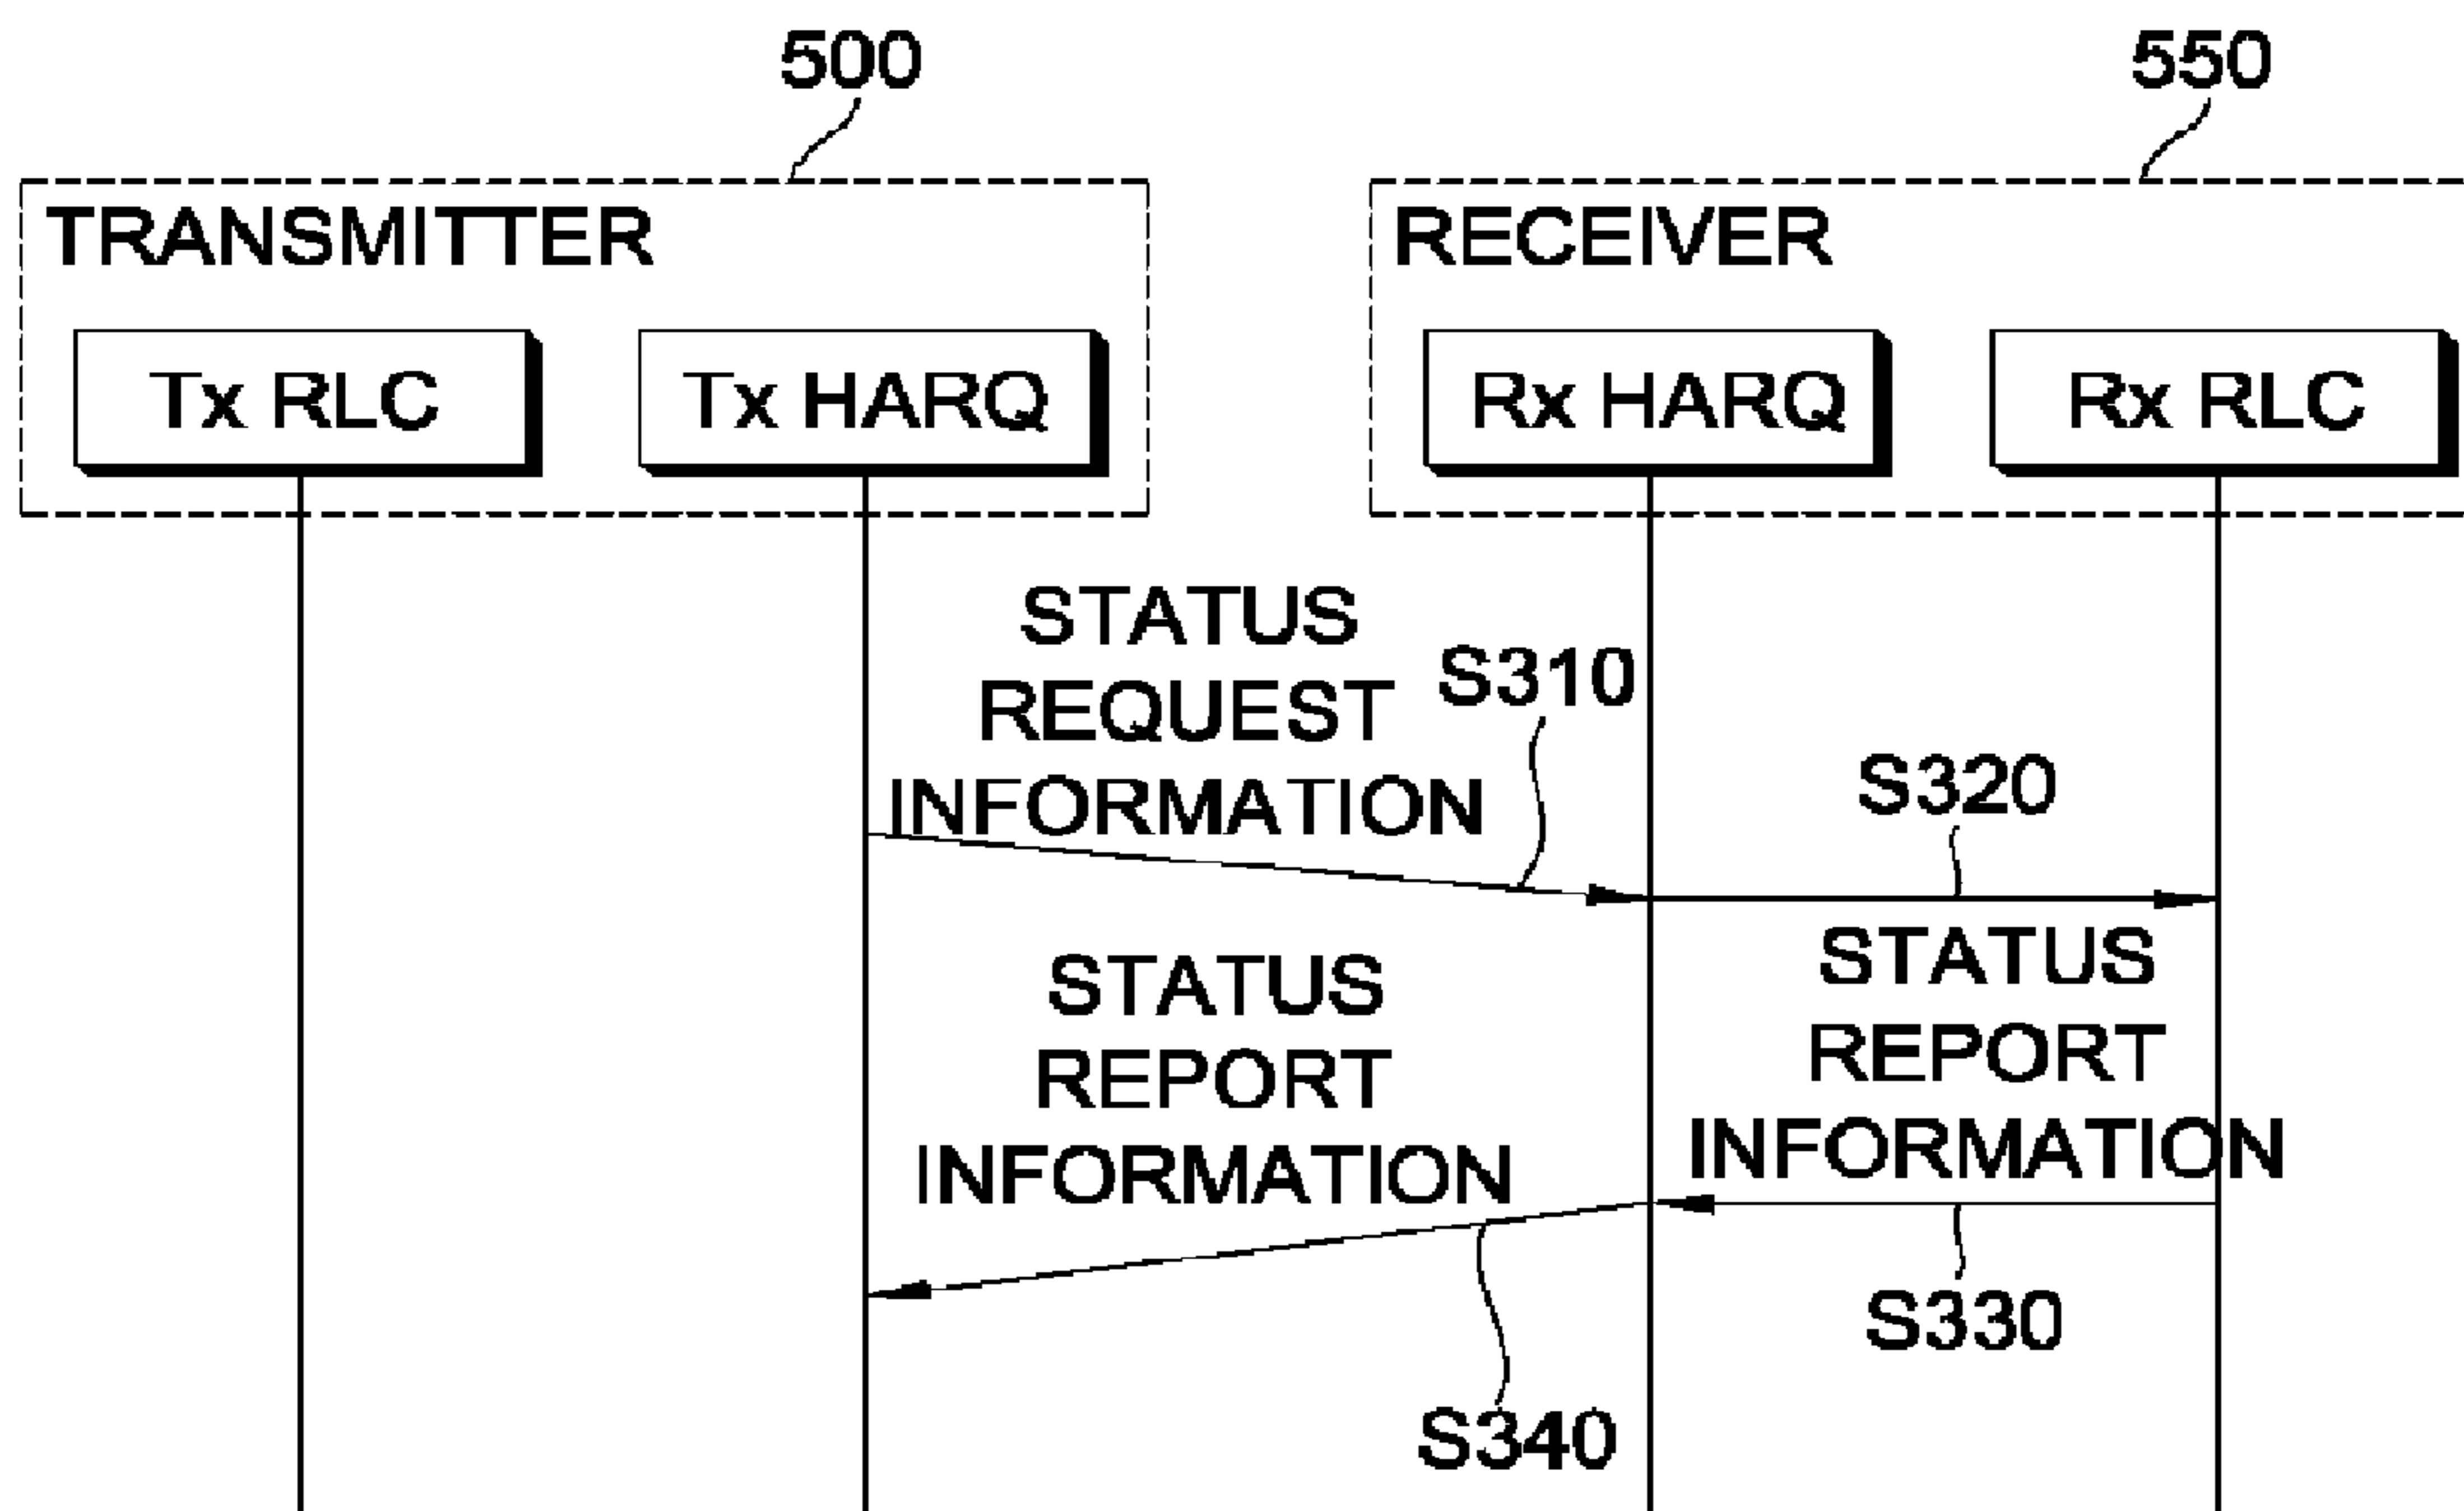 500
550
TRANSMITTER
RECEIVER
Tx RLC
Tx HARQ
Rx HARQ
Rx RLC
STATUS
REQUEST
INFORMATION
S310
S320
STATUS
REPORT
INFORMATION
STATUS
REPORT
INFORMATION
S330
S340